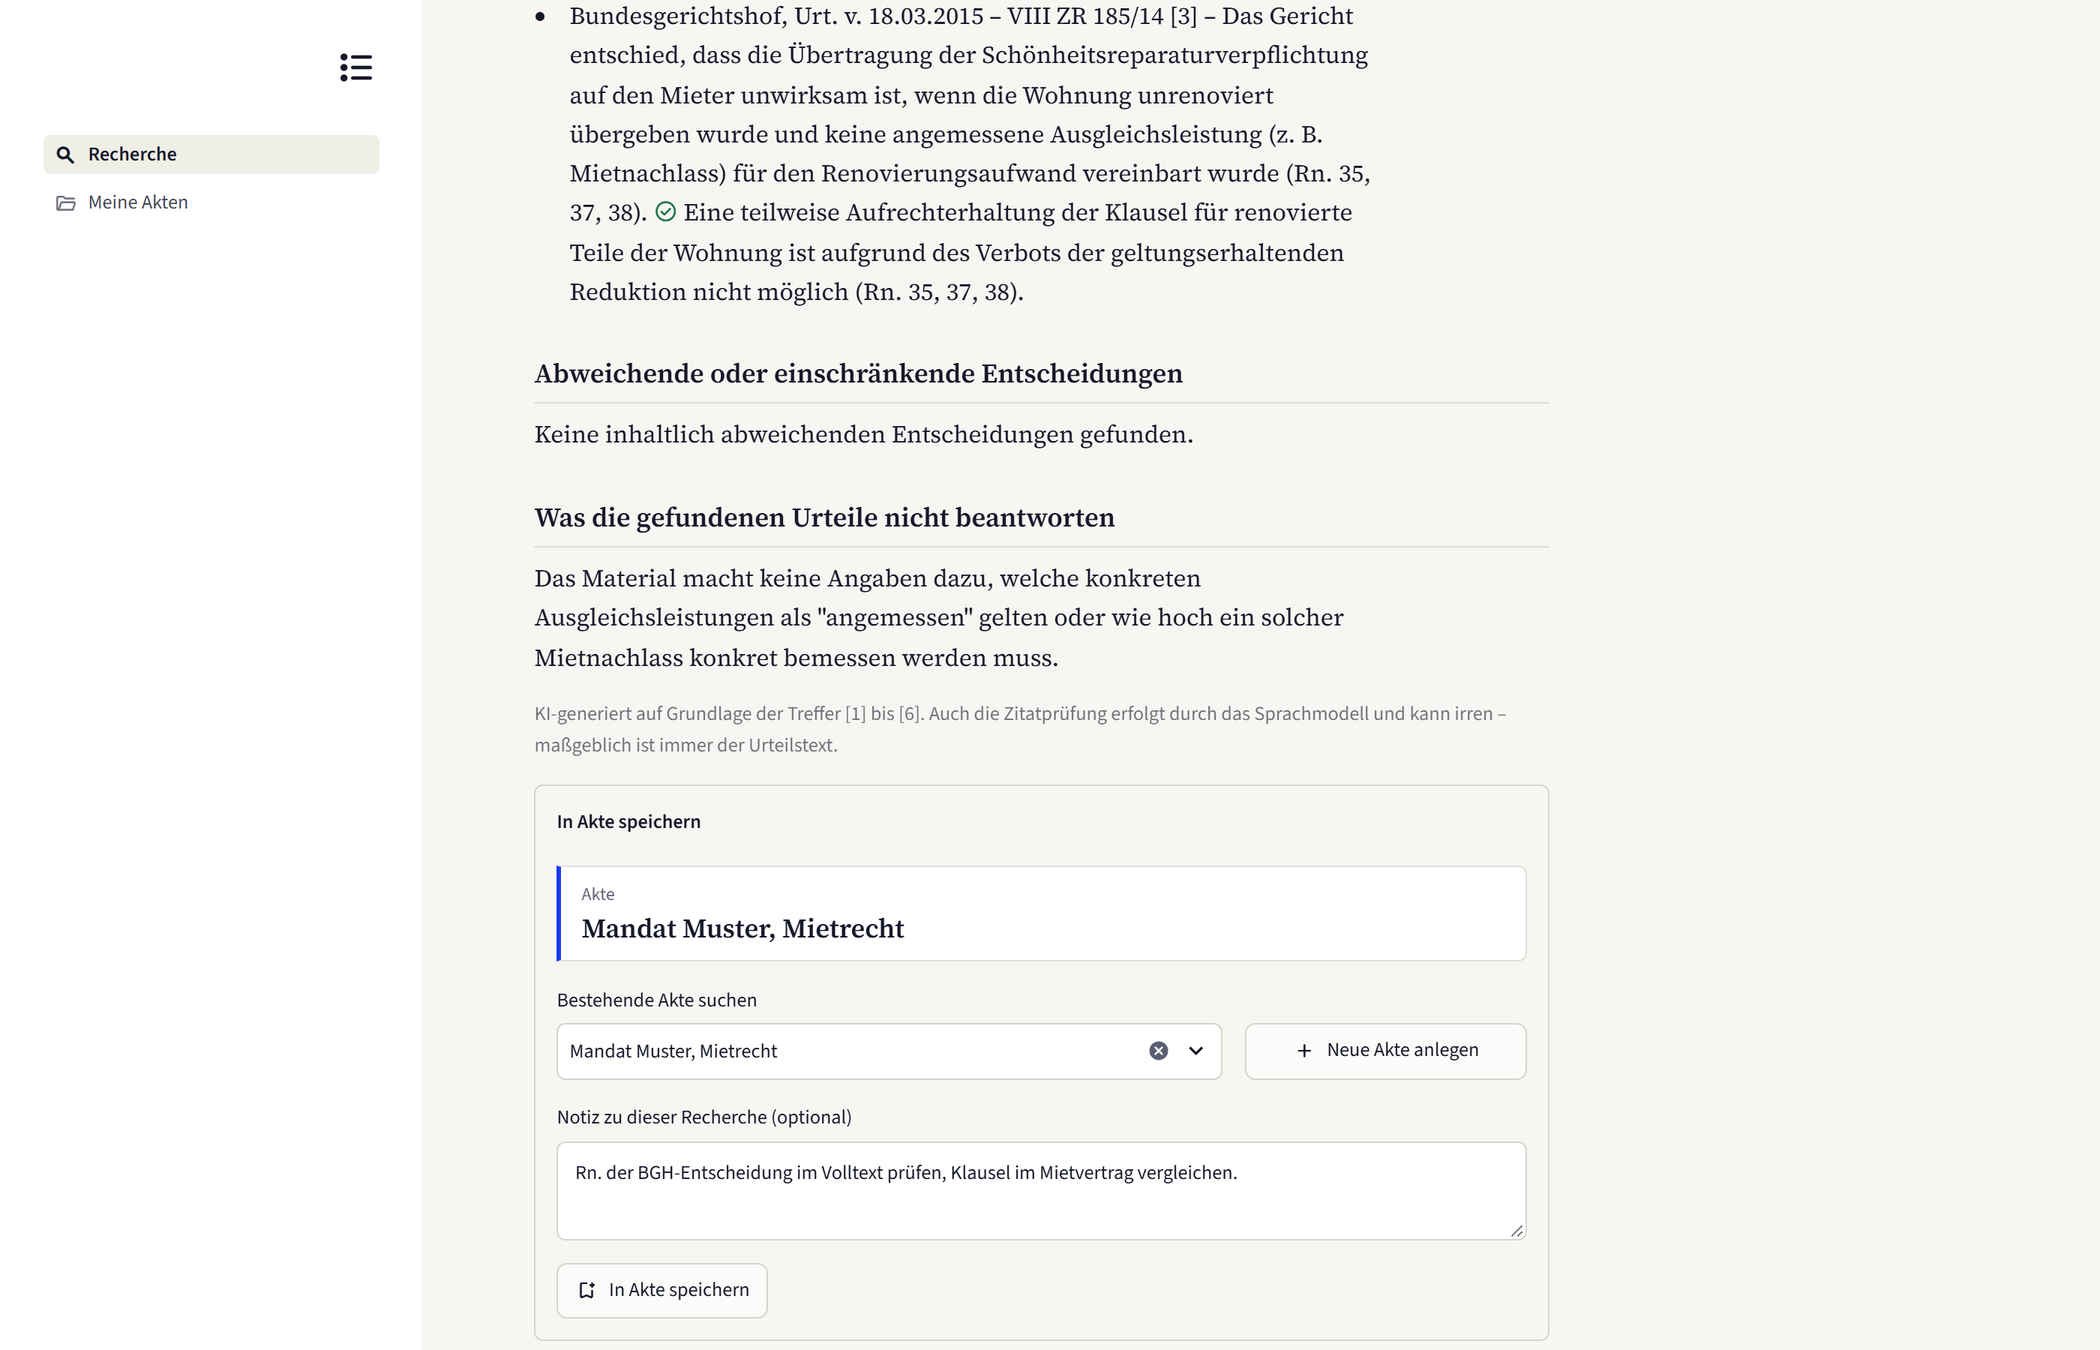 Recherche
Meine Akten
Bundesgerichtshof, Urt. v. 18.03.2015 – VIII ZR 185/14 [3] – Das Gericht
entschied, dass die Übertragung der Schönheitsreparaturverpflichtung
auf den Mieter unwirksam ist, wenn die Wohnung unrenoviert
übergeben wurde und keine angemessene Ausgleichsleistung (z. B.
Mietnachlass) für den Renovierungsaufwand vereinbart wurde (Rn. 35,
37, 38). Eine teilweise Aufrechterhaltung der Klausel für renovierte
Teile der Wohnung ist aufgrund des Verbots der geltungserhaltenden
Reduktion nicht möglich (Rn. 35, 37, 38).
Abweichende oder einschränkende Entscheidungen
Keine inhaltlich abweichenden Entscheidungen gefunden.
Was die gefundenen Urteile nicht beantworten
Das Material macht keine Angaben dazu, welche konkreten
Ausgleichsleistungen als "angemessen" gelten oder wie hoch ein solcher
Mietnachlass konkret bemessen werden muss.
KI-generiert auf Grundlage der Treffer [1] bis [6]. Auch die Zitatprüfung erfolgt durch das Sprachmodell und kann irren –
maßgeblich ist immer der Urteilstext.
In Akte speichern
Akte
Mandat Muster, Mietrecht
Bestehende Akte suchen
Mandat Muster, Mietrecht
Neue Akte anlegen
Notiz zu dieser Recherche (optional)
Rn. der BGH-Entscheidung im Volltext prüfen, Klausel im Mietvertrag vergleichen.
In Akte speichern